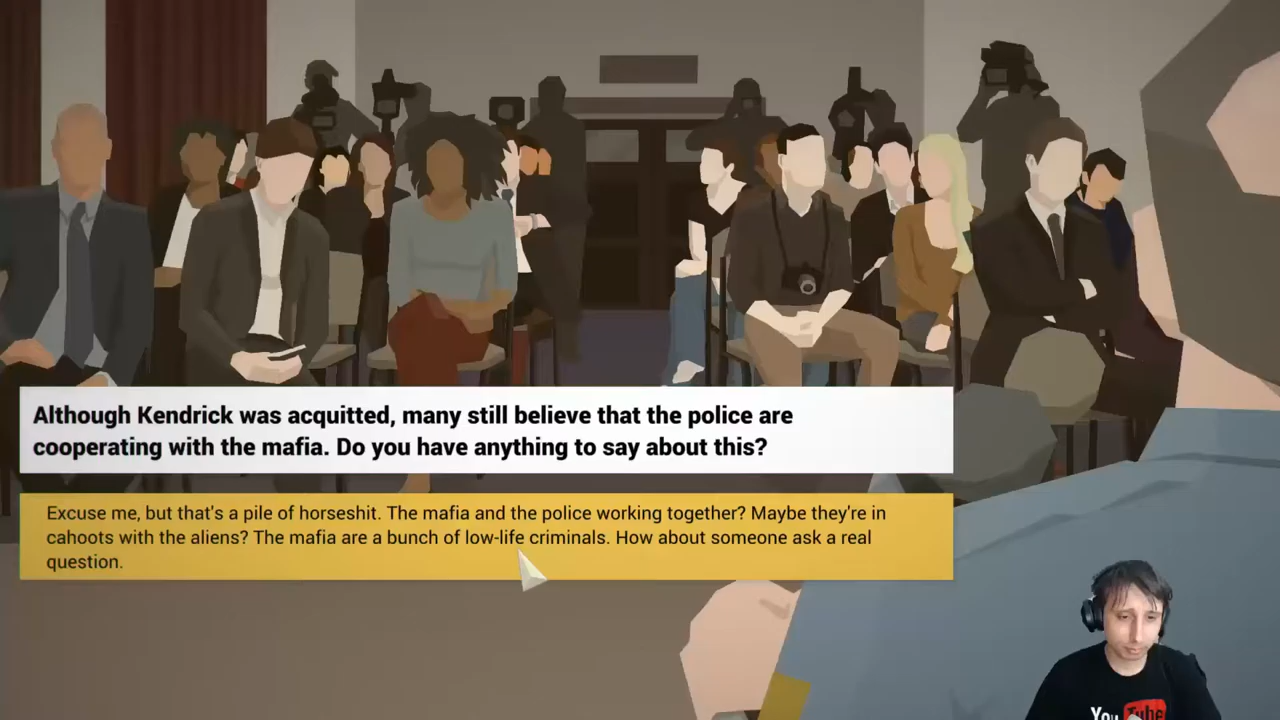 Although Kendrick was acquitted, many still believe that the police are
cooperating with the mafia. Do you have anything to say about this?
Excuse me, but that's a pile of horseshit. The mafia and the police working together? Maybe they're in
cahoots with the aliens? The mafia are a bunch of low-life criminals. How about someone ask a real
question.
You Tube